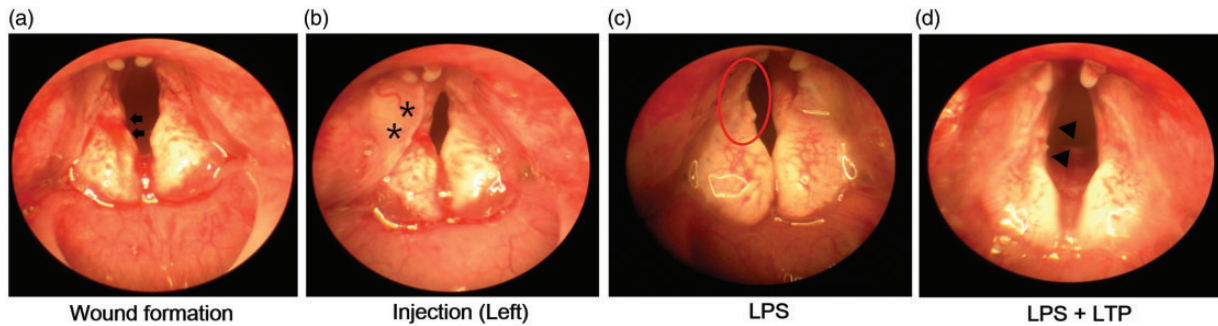 (a) (b) (c) (d)
* *
Wound formation Injection (Left) LPS LPS + LTP